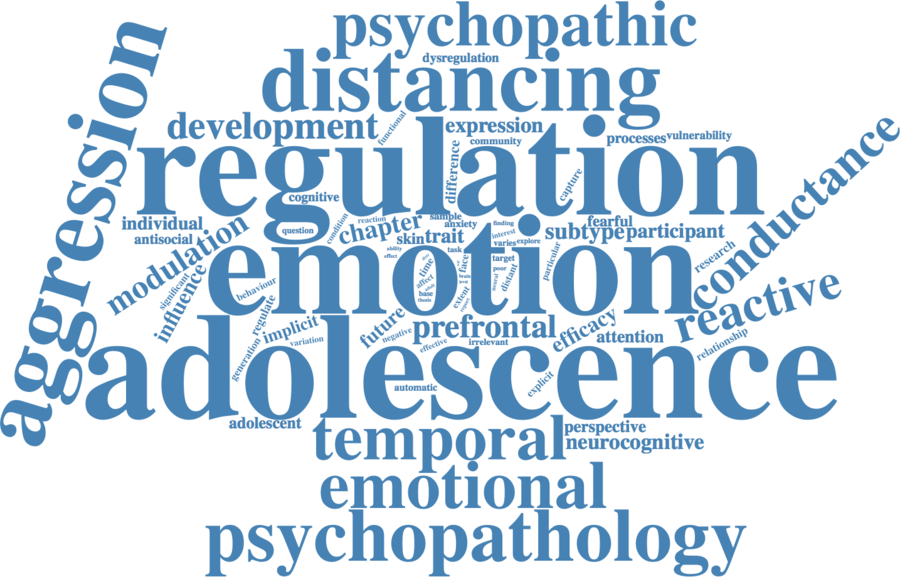 psychopathic
dysregulation
distancing
aggression
development
functional
expression
community
processes
vulnerability
regulation
difference
capture
conductance
cognitive
individual
antisocial
question
condition
reaction
chapter
sample
anxiety
skin
trait
finding
interest
varies
explore
fearful
subtype
participant
modulation
emotion
ability
effect
task
time
affect
base
thesis
face
brain
extent
target
poor
neural
distant
particular
research
significant
influence
behaviour
regulate
generation
implicit
variation
future
negative
prefrontal
effective
irrelevant
efficacy
attention
reactive
relationship
adolescence
automatic
explicit
adolescent
temporal
perspective
neurocognitive
emotional
psychopathology